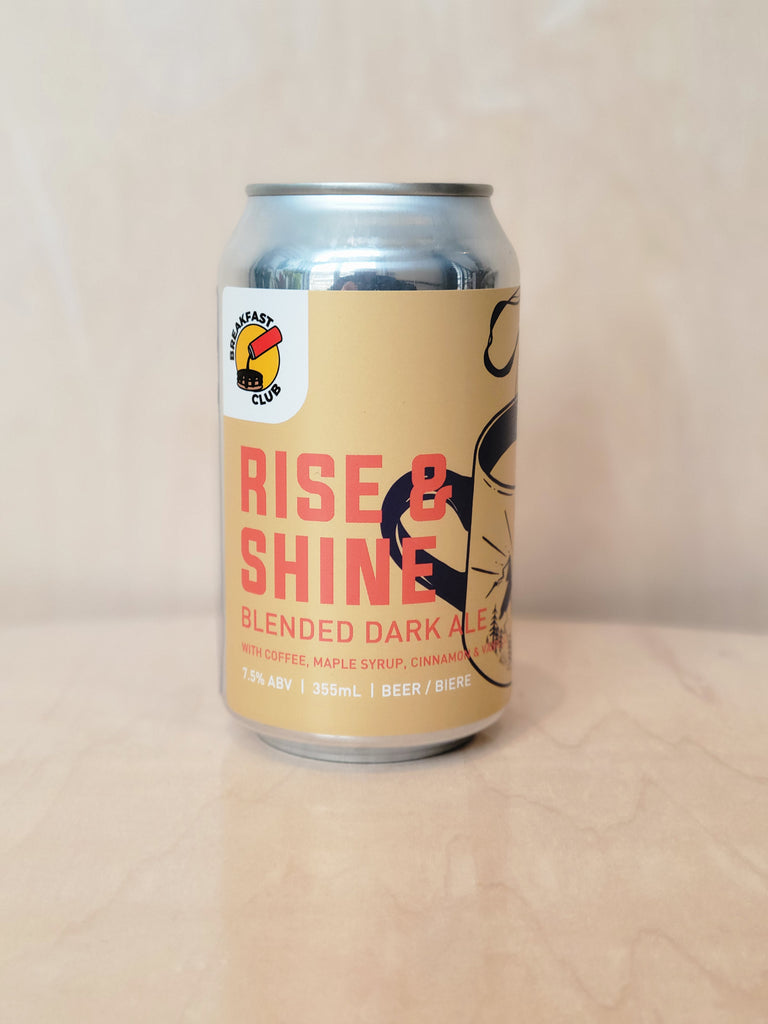 BREAKFAST
CLUB
RISE &
SHINE
BLENDED DARK ALE
WITH COFFEE, MAPLE SYRUP, CINNAMON &
7.5% ABV | 355mL | BEER / BIERE